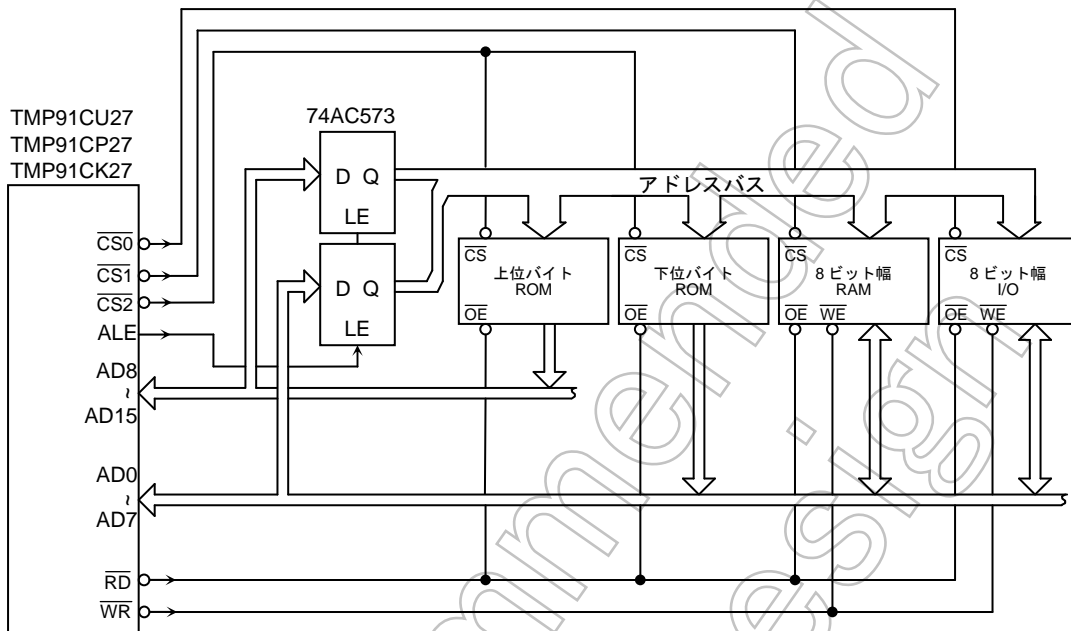 TMP91CU27
TMP91CP27
TMP91CK27
CS0
CS1
CS2
ALE
AD8
~
AD15
AD0
~
AD7
RD
WR
74AC573
D Q
LE
D Q
LE
アドレスバス
CS
上位バイト
ROM
OE
CS
下位バイト
ROM
OE
CS
8 ビット幅
RAM
OE WE
CS
8 ビット幅
I/O
OE WE
mmended
esign